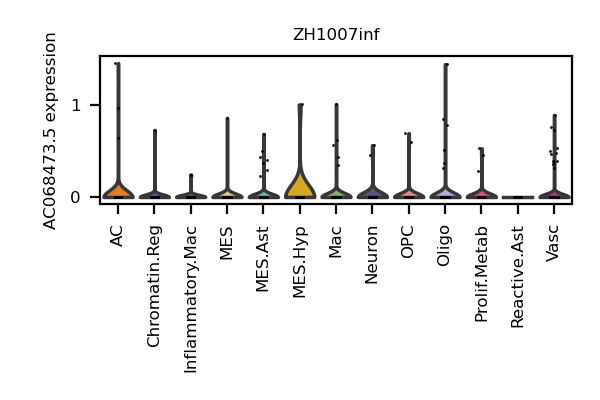 ZH1007inf
AC068473.5 expression
1
0
AC
Chromatin.Reg
Inflammatory.Mac
MES
MES.Ast
MES.Hyp
Mac
Neuron
OPC
Oligo
Prolif.Metab
Reactive.Ast
Vasc